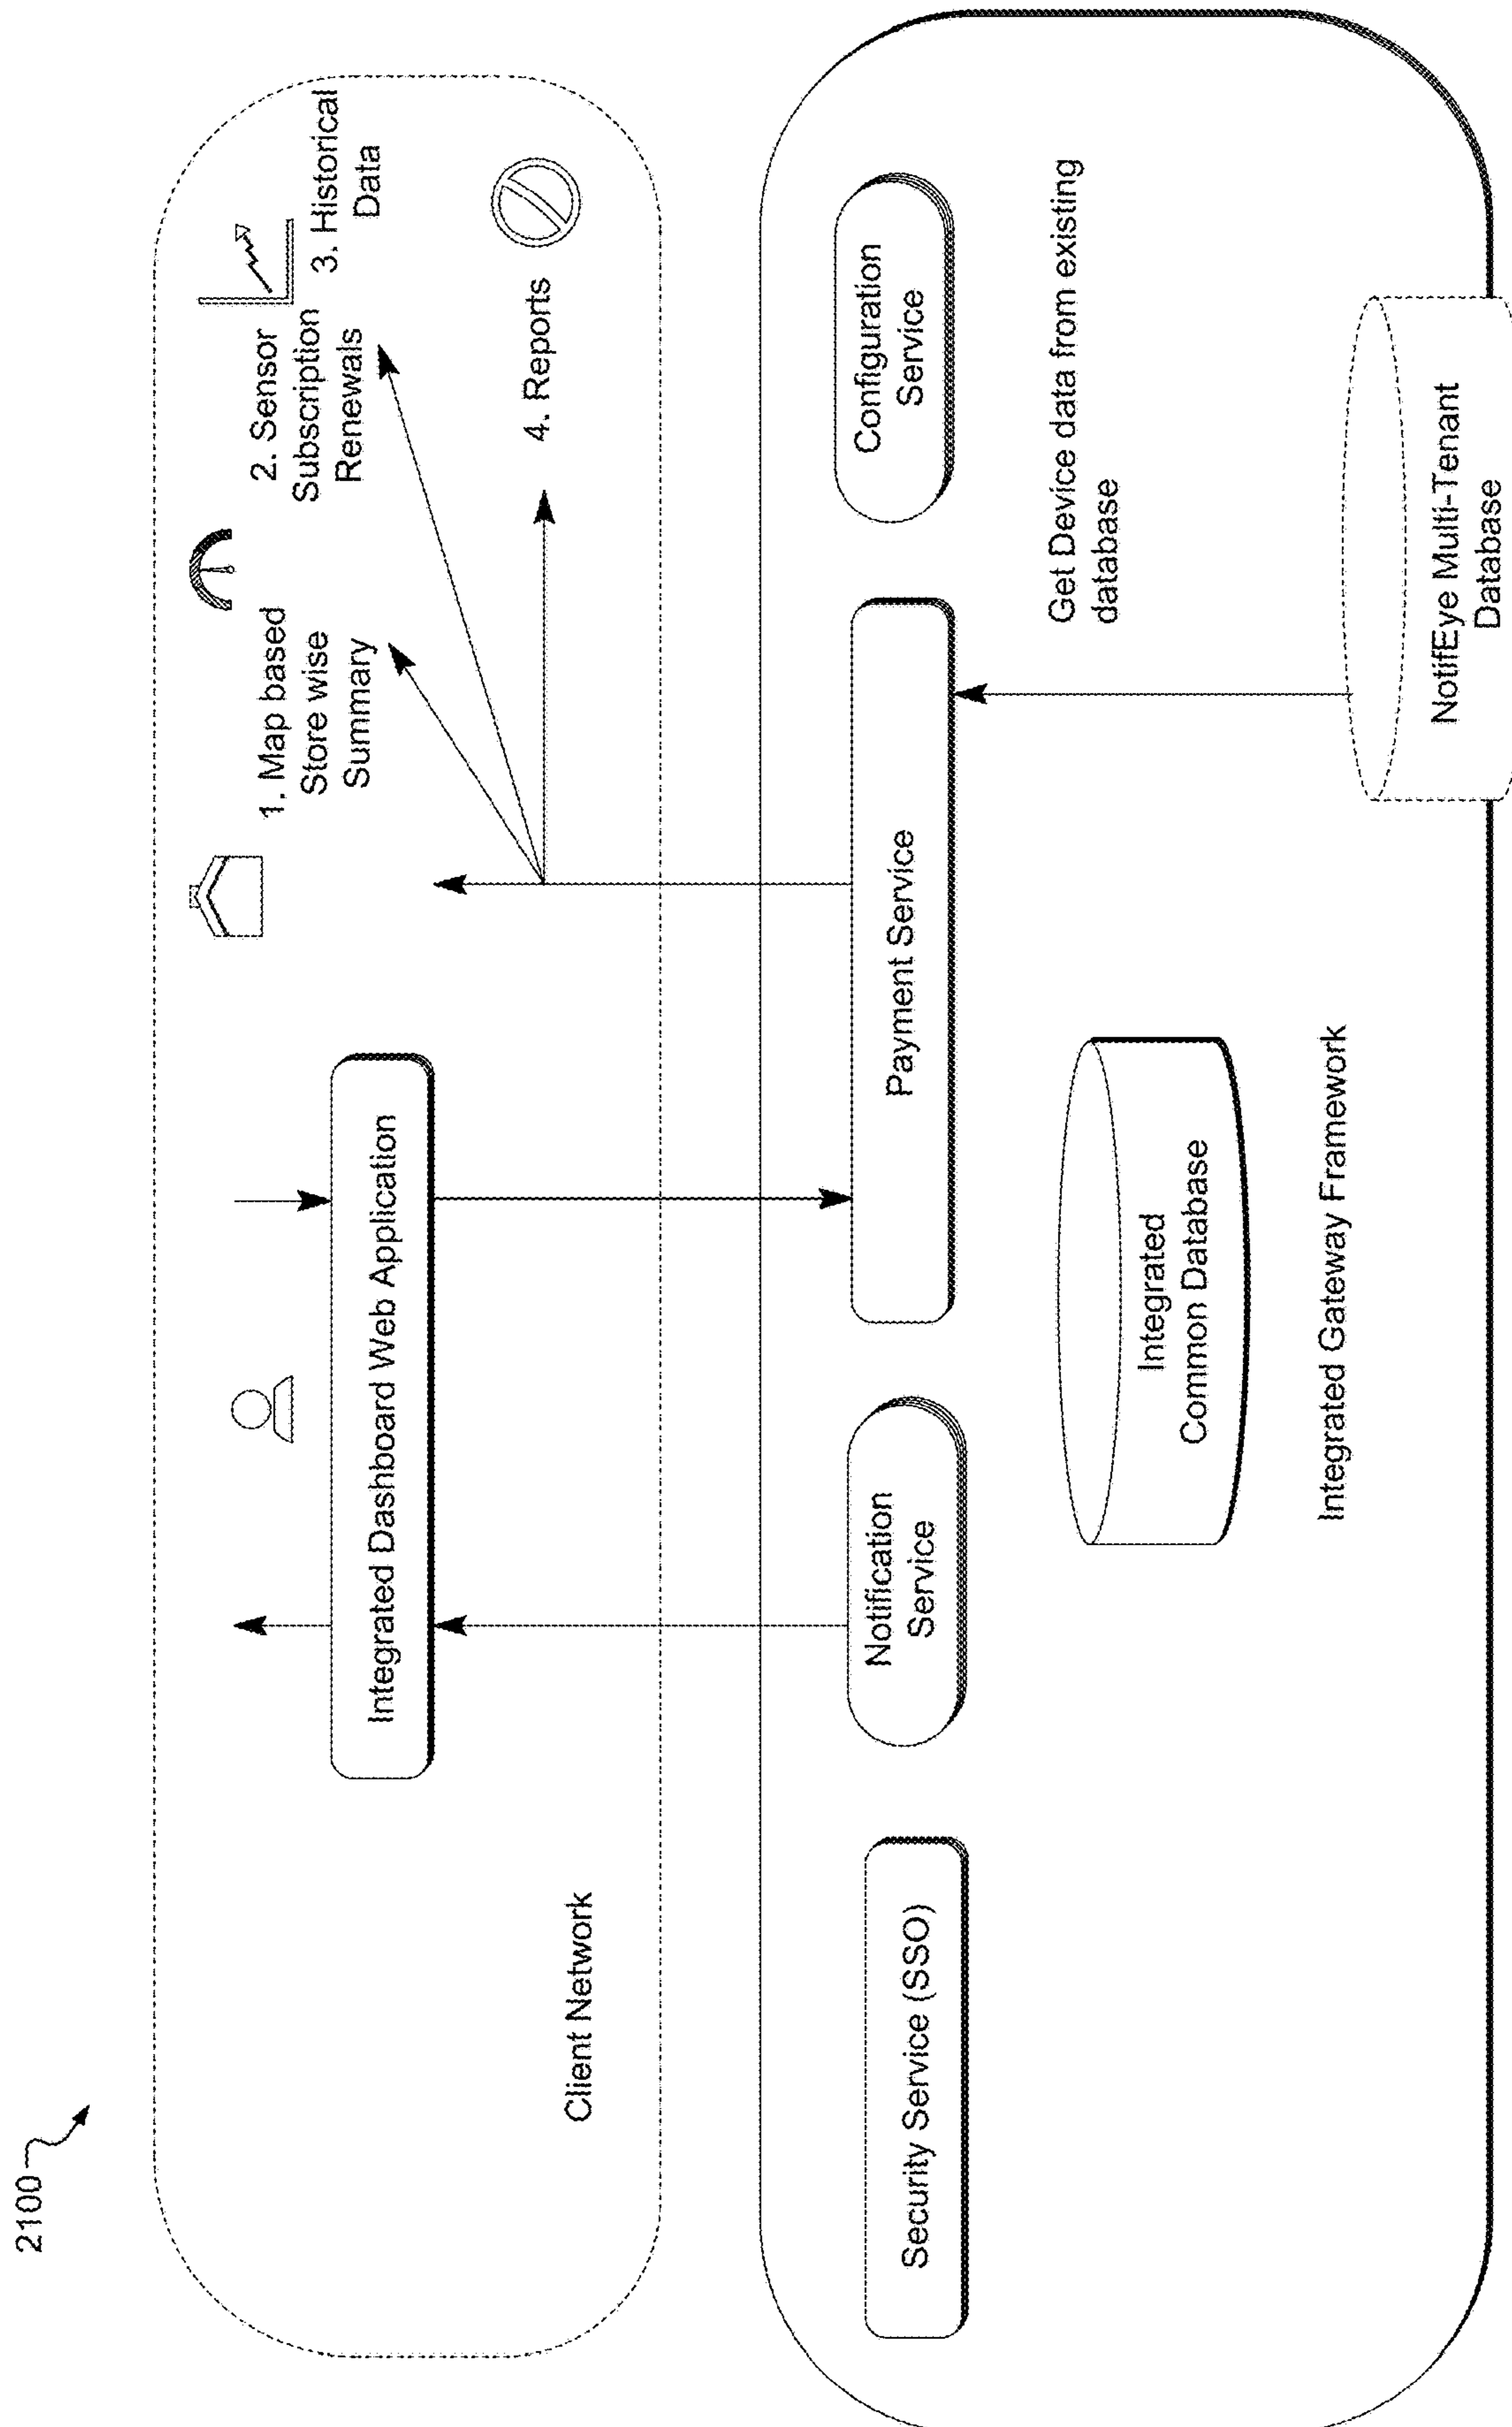 2100
1. Map based
Store wise
Summary
2. Sensor
Subscription
Renewals
3. Historical
Data
4. Reports
Integrated Dashboard Web Application
Client Network
Security Service (SSO)
Notification
Service
Payment Service
Configuration
Service
Get Device data from existing
database
Integrated
Common Database
Integrated Gateway Framework
NotifEye Multi-Tenant
Database